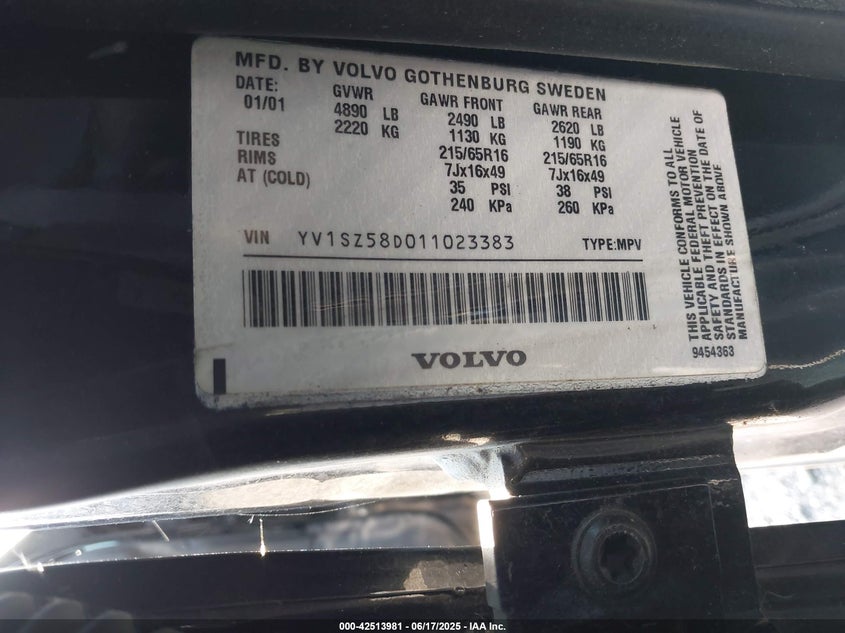 MFD. BY VOLVO GOTHENBURG SWEDEN
DATE: GVWR GAWR FRONT GAWR REAR
01/01 4890 LB 2490 LB 2620 LB
2220 KG 1130 KG 1190 KG
TIRES 215/65R16 215/65R16
RIMS 7Jx16x49 7Jx16x49
AT (COLD) 35 PSI 38 PSI
240 KPa 260 KPa
VIN YV1SZ58D011023383 TYPE:MPV
VOLVO
THIS VEHICLE CONFORMS TO ALL
APPLICABLE FEDERAL MOTOR VEHICLE
SAFETY AND THEFT PREVENTION
STANDARDS IN EFFECT ON THE DATE OF
MANUFACTURE SHOWN ABOVE
9454363
000-42513981 | 06/17/2025 | IAA Inc.